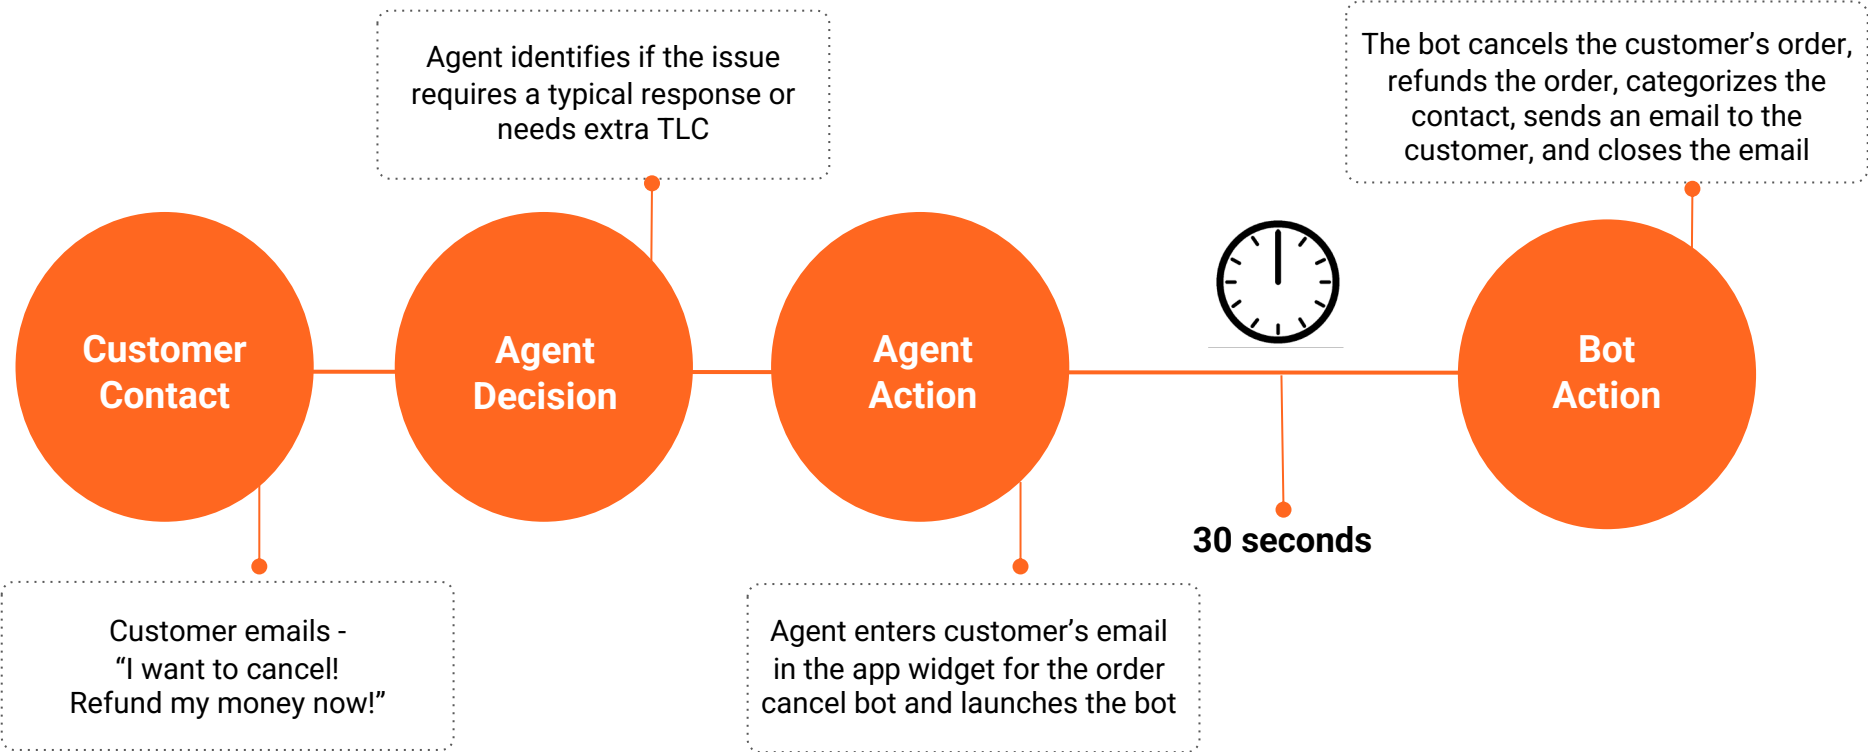 Agent identifies if the issue
requires a typical response or
needs extra TLC
The bot cancels the customer’s order,
refunds the order, categorizes the
contact, sends an email to the
customer, and closes the email
Customer
Contact
Agent
Decision
Agent
Action
Bot
Action
30 seconds
Customer emails -
“I want to cancel!
Refund my money now!”
Agent enters customer’s email
in the app widget for the order
cancel bot and launches the bot